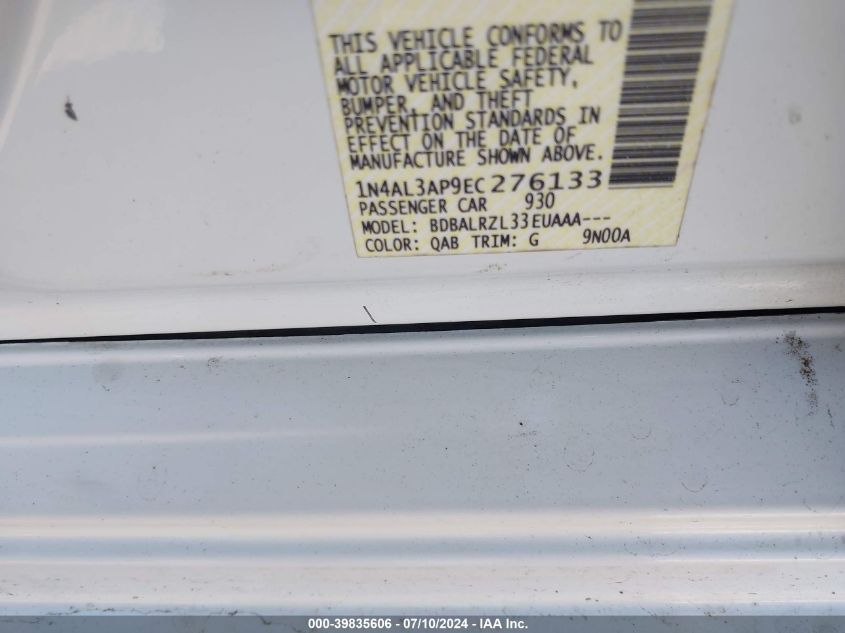 THIS VEHICLE CONFORMS TO
ALL APPLICABLE FEDERAL
MOTOR VEHICLE SAFETY,
BUMPER, AND THEFT
PREVENTION STANDARDS IN
EFFECT ON THE DATE OF
MANUFACTURE SHOWN ABOVE.
1N4AL3AP9EC276133
PASSENGER CAR 930
MODEL: BDBALRZL33EUAAA---
COLOR: QAB TRIM: G 9N00A
000-39835606 - 07/10/2024 - IAA Inc.